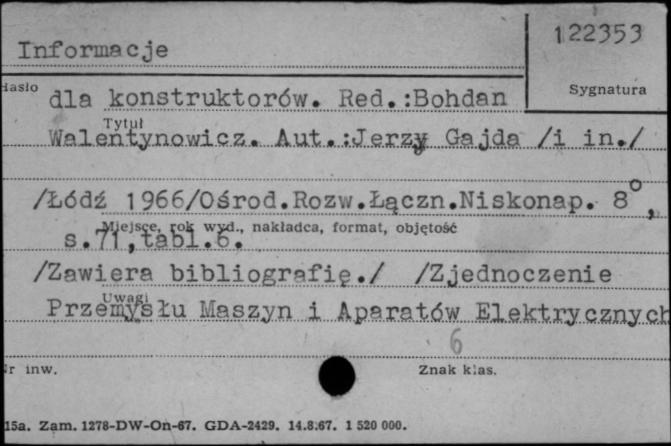 Informacje
122353
Hasło
Sygnatura
dla konstruktorów. Red.:Bohdan
Tytuł
Walentynowicz. Aut.:Jerzy Gajda /i in./
/Łódź 1966/Ośrod.Rozw.Łączn.Niskonap. 8°,
Miejsce, rok wyd., nakładca, format, objętość
s.71,tabl.6.
/Zawiera bibliografię./ /Zjednoczenie
Uwagi
Przemysłu Maszyn i Aparatów Elektrycznych
6
Nr inw.
Znak klas.
15a. Zam. 1278-DW-On-67. GDA-2429. 14.8.67. 1 520 000.